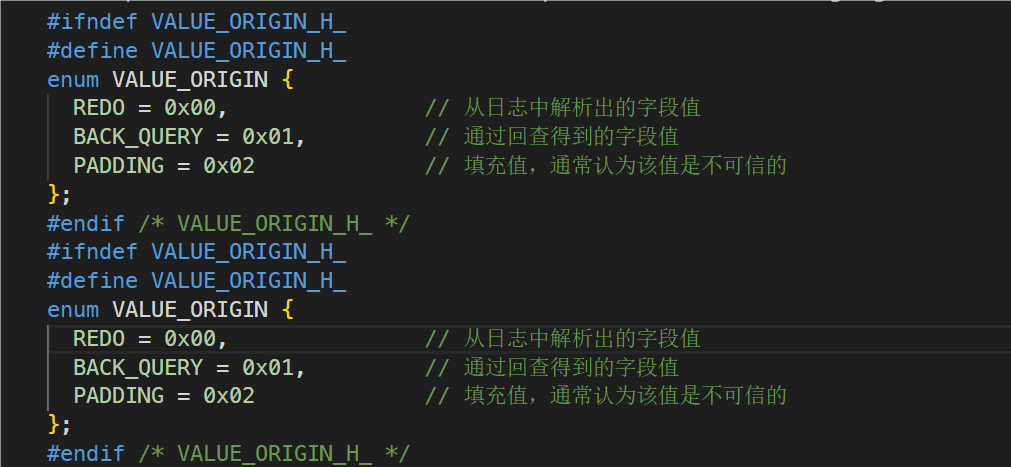 #ifndef VALUE_ORIGIN_H_
#define VALUE_ORIGIN_H_
enum VALUE_ORIGIN {
  REDO = 0x00,               // 从日志中解析出的字段值
  BACK_QUERY = 0x01,         // 通过回查得到的字段值
  PADDING = 0x02             // 填充值，通常认为该值是不可信的
};
#endif /* VALUE_ORIGIN_H_ */
#ifndef VALUE_ORIGIN_H_
#define VALUE_ORIGIN_H_
enum VALUE_ORIGIN {
  REDO = 0x00,               // 从日志中解析出的字段值
  BACK_QUERY = 0x01,         // 通过回查得到的字段值
  PADDING = 0x02             // 填充值，通常认为该值是不可信的
};
#endif /* VALUE_ORIGIN_H_ */